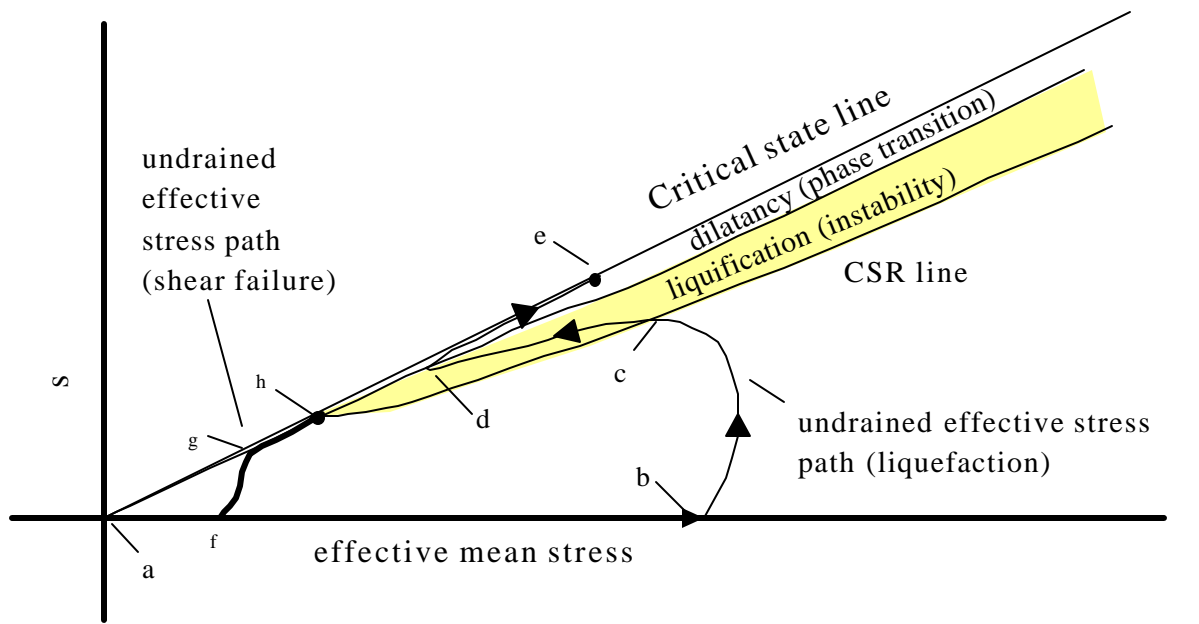 undrained
effective
stress path
(shear failure)
Critical state line
dilatancy (phase transition)
liquification (instability)
CSR line
e
s
h
g
c
d
undrained effective stress
path (liquefaction)
b
f
effective mean stress
a